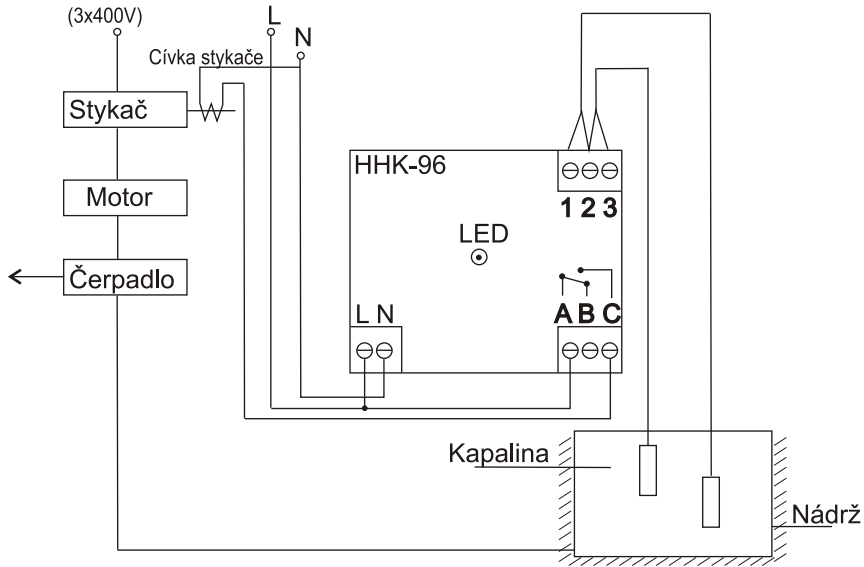 (3x400V)
L
N
Cívka stykače
Stykač
HHK-96
1 2 3
Motor
LED
Čerpadlo
L N
A B C
Kapalina
Nádrž